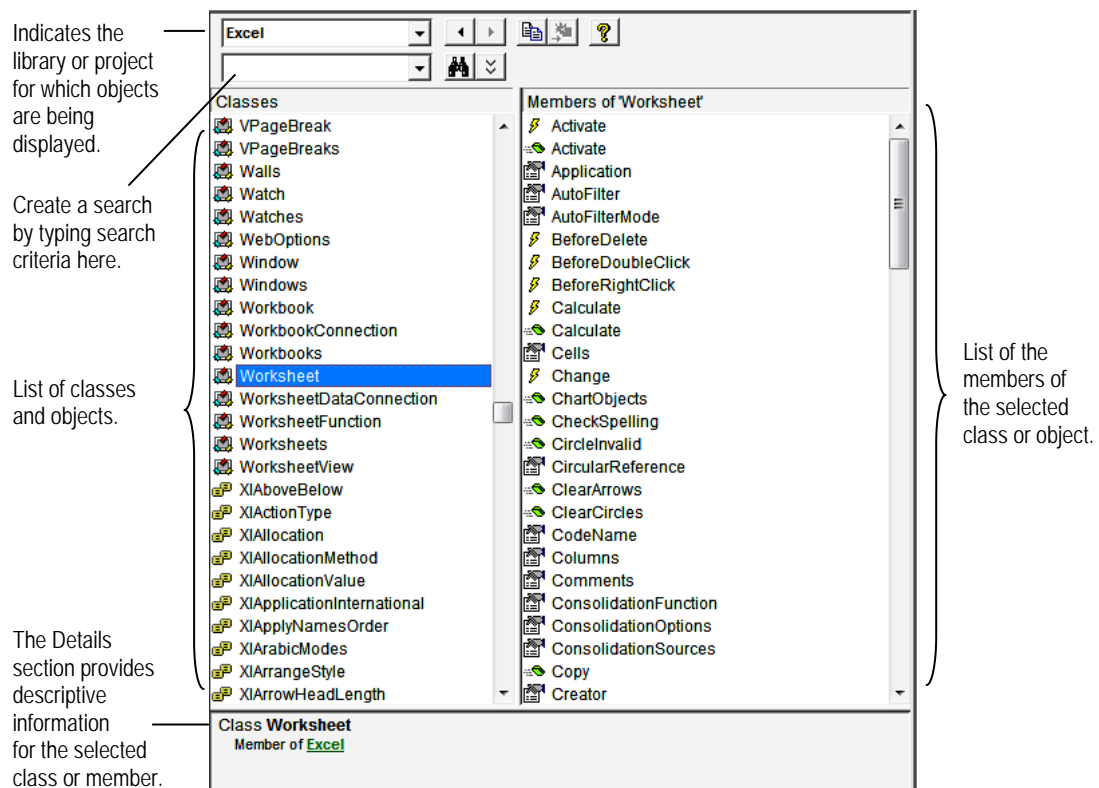 Indicates the
library or project
for which objects
are being
displayed.
Create a search
by typing search
criteria here.
List of classes
and objects.
The Details
section provides
descriptive
information
for the selected
class or member.
Excel
Classes
VPageBreak
VPageBreaks
Walls
Watch
Watches
WebOptions
Window
Windows
Workbook
WorkbookConnection
Workbooks
Worksheet
WorksheetDataConnection
WorksheetFunction
Worksheets
WorksheetView
XlAboveBelow
XlActionType
XlAllocation
XlAllocationMethod
XlAllocationValue
XlApplicationInternational
XlApplyNamesOrder
XlArabicModes
XlArrangeStyle
XlArrowHeadLength
Members of 'Worksheet'
Activate
Activate
Application
AutoFilter
AutoFilterMode
BeforeDelete
BeforeDoubleClick
BeforeRightClick
Calculate
Calculate
Cells
Change
ChartObjects
CheckSpelling
CircleInvalid
CircularReference
ClearArrows
ClearCircles
CodeName
Columns
Comments
ConsolidationFunction
ConsolidationOptions
ConsolidationSources
Copy
Creator
Class Worksheet
Member of Excel
List of the
members of
the selected
class or object.